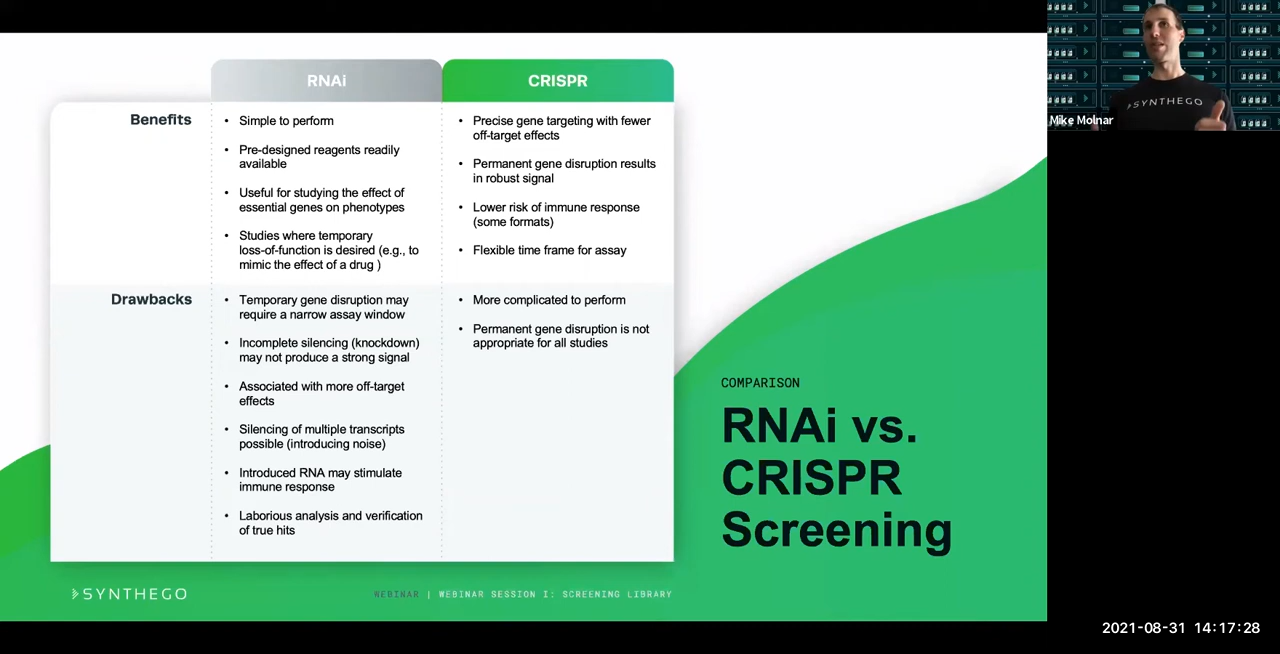 RNAi
CRISPR
Benefits
• Simple to perform
• Pre-designed reagents readily
available
• Useful for studying the effect of
essential genes on phenotypes
• Studies where temporary
loss-of-function is desired (e.g., to
mimic the effect of a drug )
• Precise gene targeting with fewer
off-target effects
• Permanent gene disruption results
in robust signal
• Lower risk of immune response
(some formats)
• Flexible time frame for assay
Drawbacks
• Temporary gene disruption may
require a narrow assay window
• Incomplete silencing (knockdown)
may not produce a strong signal
• Associated with more off-target
effects
• Silencing of multiple transcripts
possible (introducing noise)
• Introduced RNA may stimulate
immune response
• Laborious analysis and verification
of true hits
• More complicated to perform
• Permanent gene disruption is not
appropriate for all studies
COMPARISON
RNAi vs.
CRISPR
Screening
SYNTHEGO
WEBINAR | WEBINAR SESSION I: SCREENING LIBRARY
SYNTHEGO
Mike Molnar
2021-08-31 14:17:28